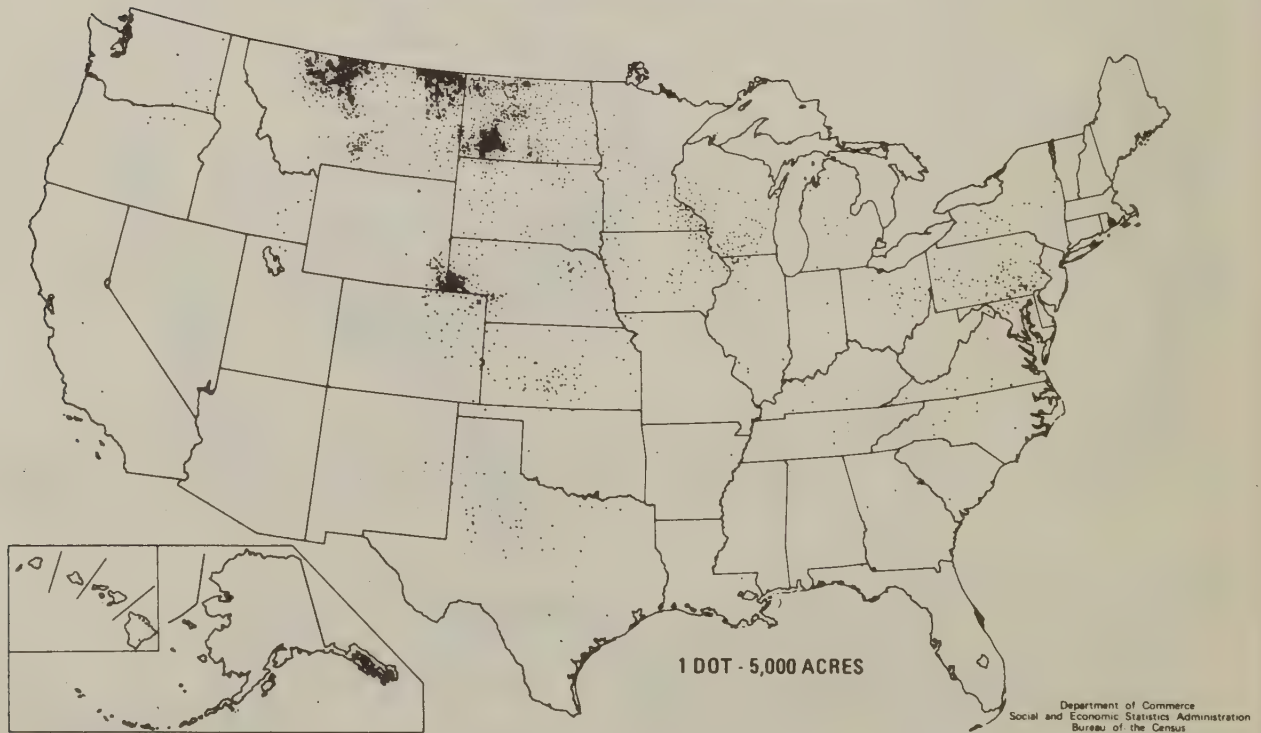 1 DOT - 5,000 ACRES
Department of Commerce
Social and Economic Statistics Administration
Bureau of the Census